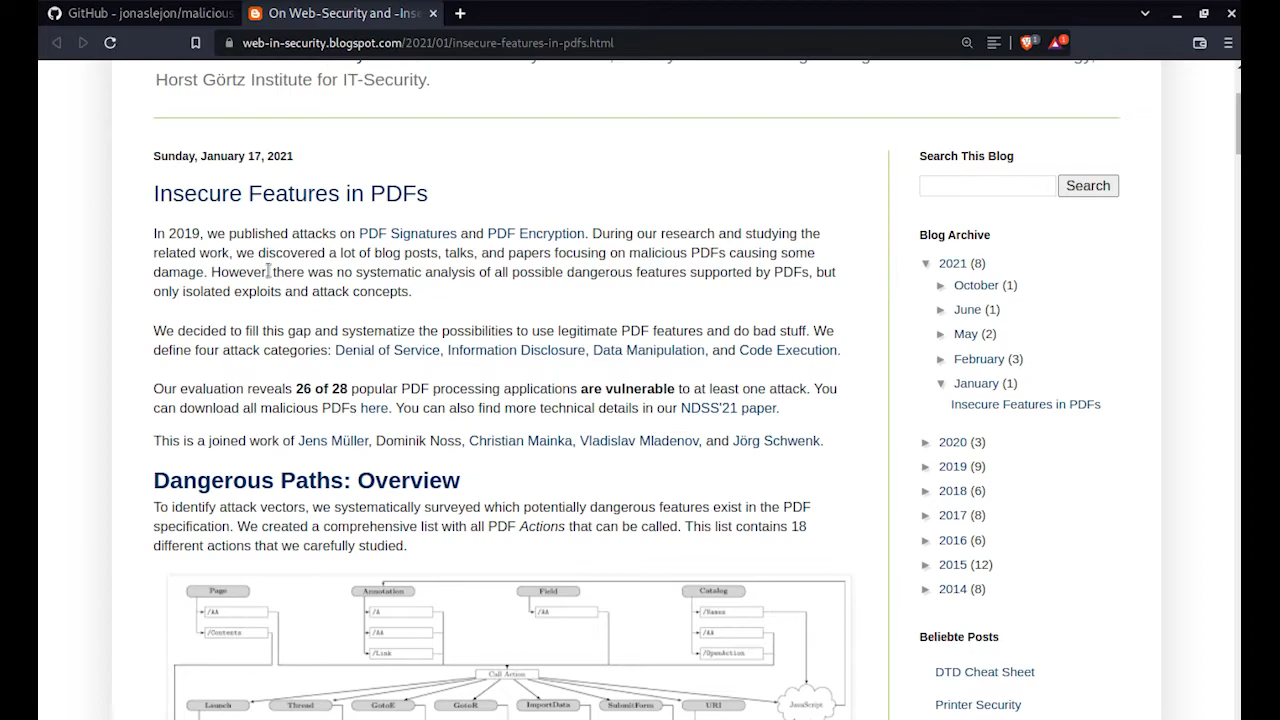 GitHub - jonaslejon/malicious
On Web-Security and -Inse
web-in-security.blogspot.com/2021/01/insecure-features-in-pdfs.html
1
1
Horst Görtz Institute for IT-Security.
Sunday, January 17, 2021
Insecure Features in PDFs
In 2019, we published attacks on PDF Signatures and PDF Encryption. During our research and studying the
related work, we discovered a lot of blog posts, talks, and papers focusing on malicious PDFs causing some
damage. However, there was no systematic analysis of all possible dangerous features supported by PDFs, but
only isolated exploits and attack concepts.
We decided to fill this gap and systematize the possibilities to use legitimate PDF features and do bad stuff. We
define four attack categories: Denial of Service, Information Disclosure, Data Manipulation, and Code Execution.
Our evaluation reveals 26 of 28 popular PDF processing applications are vulnerable to at least one attack. You
can download all malicious PDFs here. You can also find more technical details in our NDSS'21 paper.
This is a joined work of Jens Müller, Dominik Noss, Christian Mainka, Vladislav Mladenov, and Jörg Schwenk.
Dangerous Paths: Overview
To identify attack vectors, we systematically surveyed which potentially dangerous features exist in the PDF
specification. We created a comprehensive list with all PDF Actions that can be called. This list contains 18
different actions that we carefully studied.
Page
Annotation
Field
Catalog
/AA
/A
/AA
/Names
/Contents
/AA
/AA
/Link
/OpenAction
Call Action
Launch
Thread
GotoE
GotoR
ImportData
SubmitForm
URI
JavaScript
Search This Blog
Search
Blog Archive
2021 (8)
October (1)
June (1)
May (2)
February (3)
January (1)
Insecure Features in PDFs
2020 (3)
2019 (9)
2018 (6)
2017 (8)
2016 (6)
2015 (12)
2014 (8)
Beliebte Posts
DTD Cheat Sheet
Printer Security